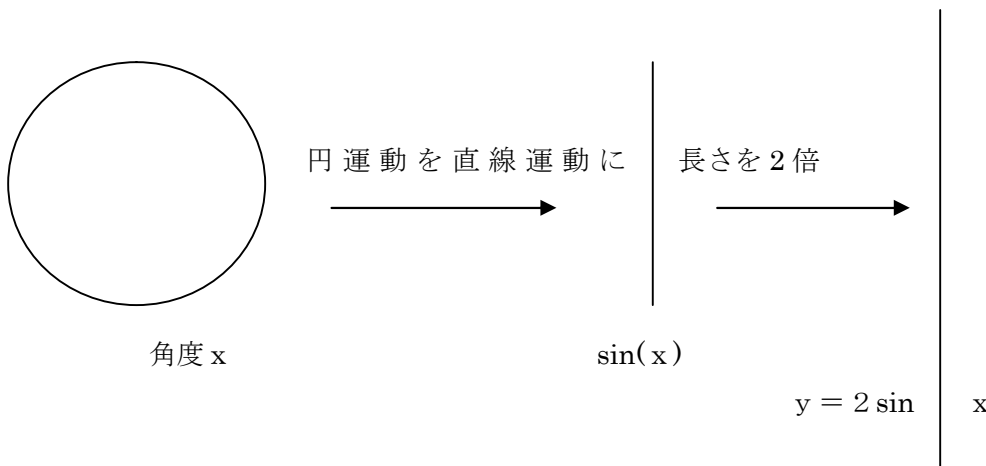 円運動を直線運動に
長さを2倍
角度 x
sin(x)
y = 2 sin x